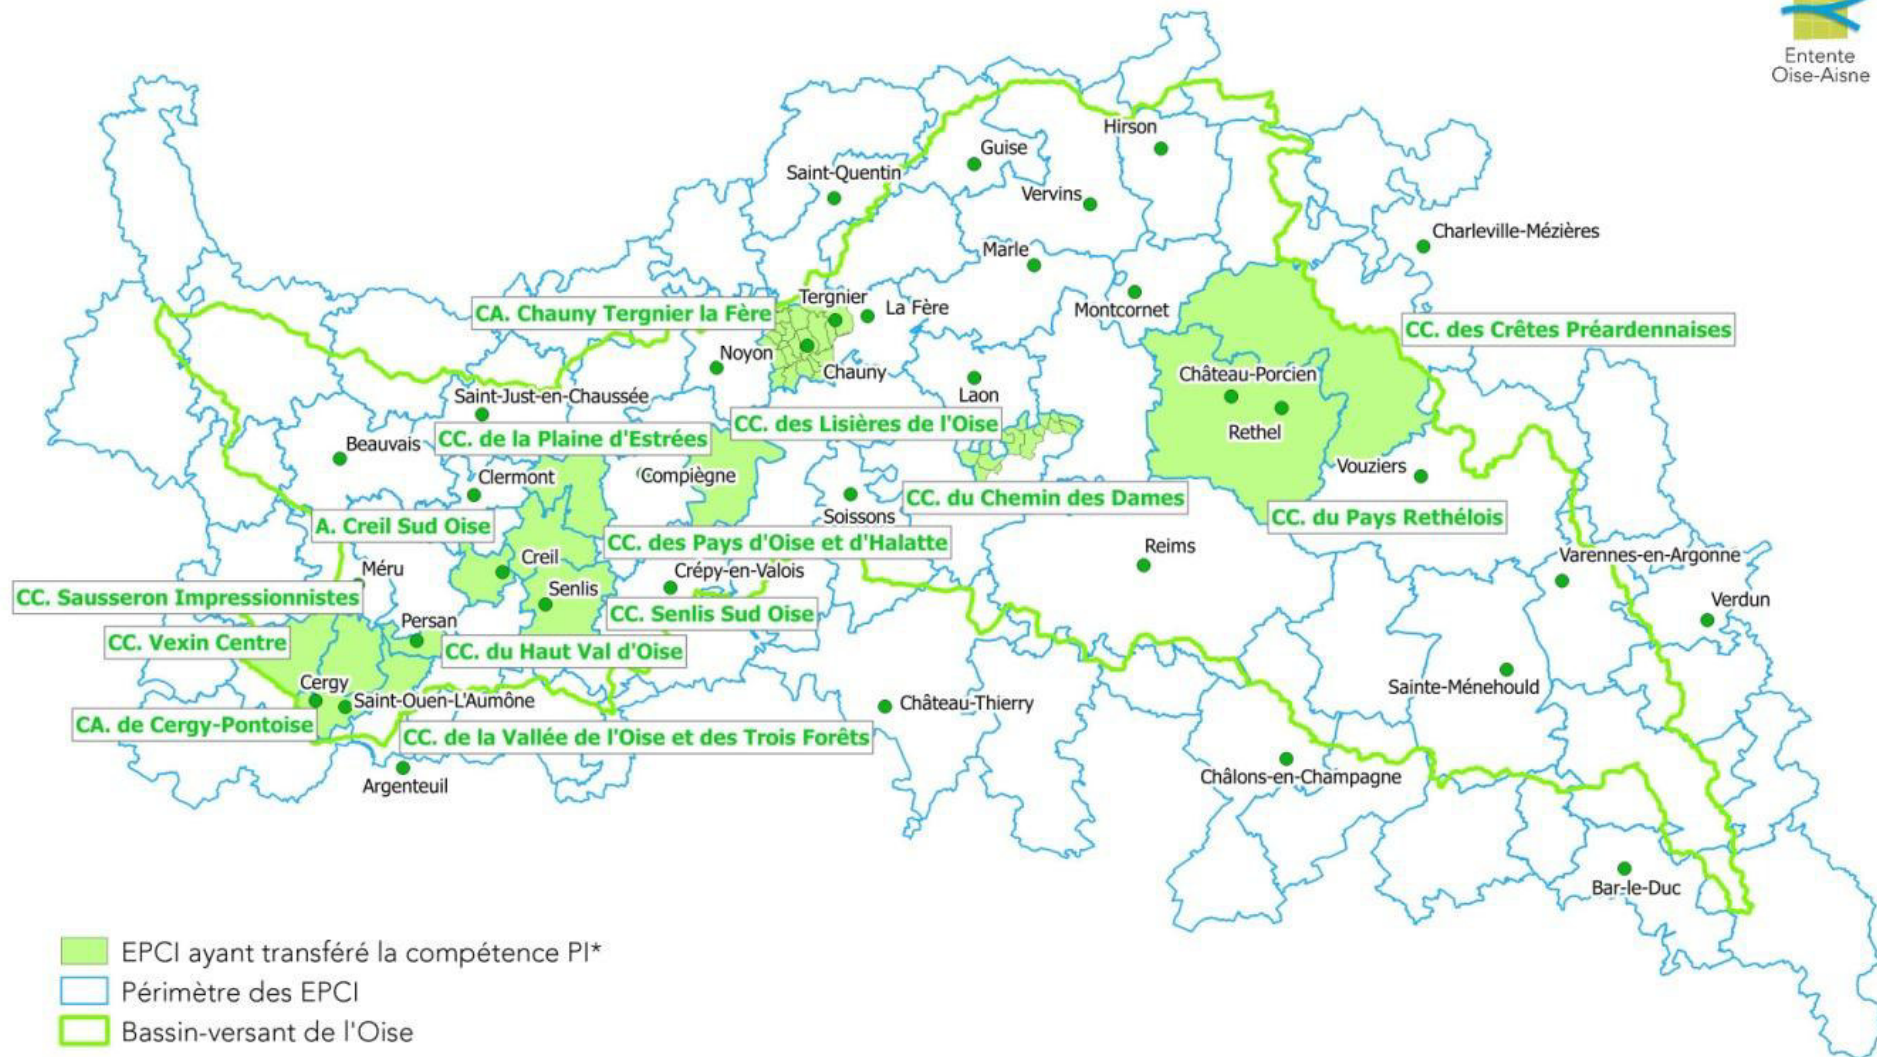 Entente
Oise-Aisne
Hirson
Guise
Saint-Quentin
Vervins
Charleville-Mézières
Marle
Tergnier
La Fère
Montcornet
CA. Chauny Tergnier la Fère
CC. des Crêtes Préardennaises
Noyon
Chauny
Château-Porcien
Laon
Saint-Just-en-Chaussée
CC. des Lisières de l'Oise
Rethel
CC. de la Plaine d'Estrées
Beauvais
Vouziers
Clermont
Compiègne
CC. du Chemin des Dames
Soissons
CC. du Pays Rethélois
A. Creil Sud Oise
CC. des Pays d'Oise et d'Halatte
Reims
Varennes-en-Argonne
Creil
Méru
Crépy-en-Valois
Senlis
CC. Sausseron Impressionnistes
Verdun
CC. Senlis Sud Oise
Persan
CC. Vexin Centre
CC. du Haut Val d'Oise
Cergy
Sainte-Ménehould
Saint-Ouen-L'Aumône
Château-Thierry
CA. de Cergy-Pontoise
CC. de la Vallée de l'Oise et des Trois Forêts
Argenteuil
Châlons-en-Champagne
Bar-le-Duc
EPCI ayant transféré la compétence PI*
Périmètre des EPCI
Bassin-versant de l'Oise